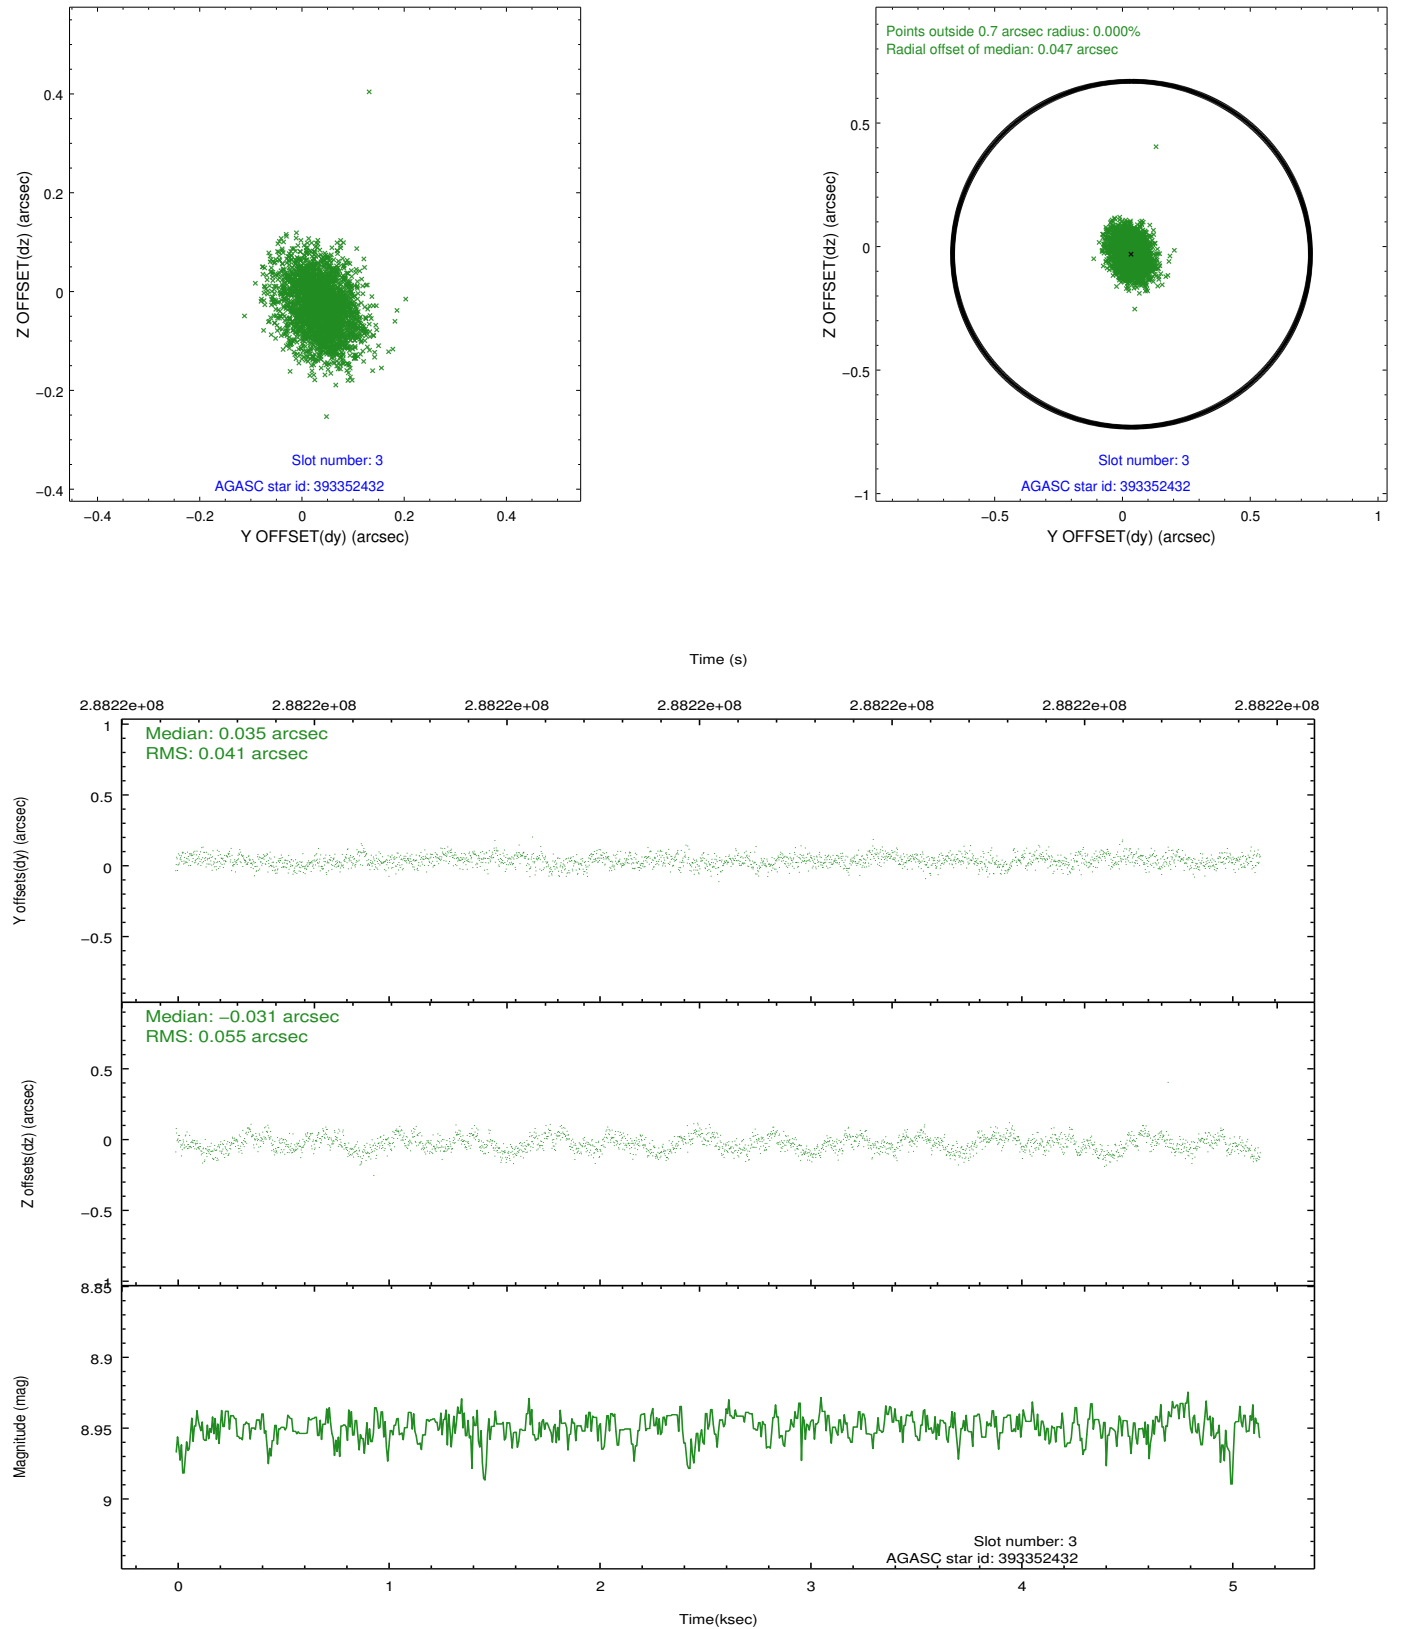 0.4
0.2
0
−0.2
−0.4
Z OFFSET(dz) (arcsec)
Slot number: 3
AGASC star id: 393352432
−0.4
−0.2
0
0.2
0.4
Y OFFSET(dy) (arcsec)
Points outside 0.7 arcsec radius: 0.000%
Radial offset of median: 0.047 arcsec
0.5
0
−0.5
−1
Z OFFSET(dz) (arcsec)
Slot number: 3
AGASC star id: 393352432
−0.5
0
0.5
1
Y OFFSET(dy) (arcsec)
Time (s)
2.8822e+08
2.8822e+08
2.8822e+08
2.8822e+08
2.8822e+08
2.8822e+08
2.8822e+08
Median: 0.035 arcsec
RMS: 0.041 arcsec
1
0.5
0
−0.5
Y offsets(dy) (arcsec)
Median: −0.031 arcsec
RMS: 0.055 arcsec
0.5
0
−0.5
−1
Z offsets(dz) (arcsec)
8.85
8.9
8.95
9
Magnitude (mag)
Slot number: 3
AGASC star id: 393352432
0
1
2
3
4
5
Time(ksec)